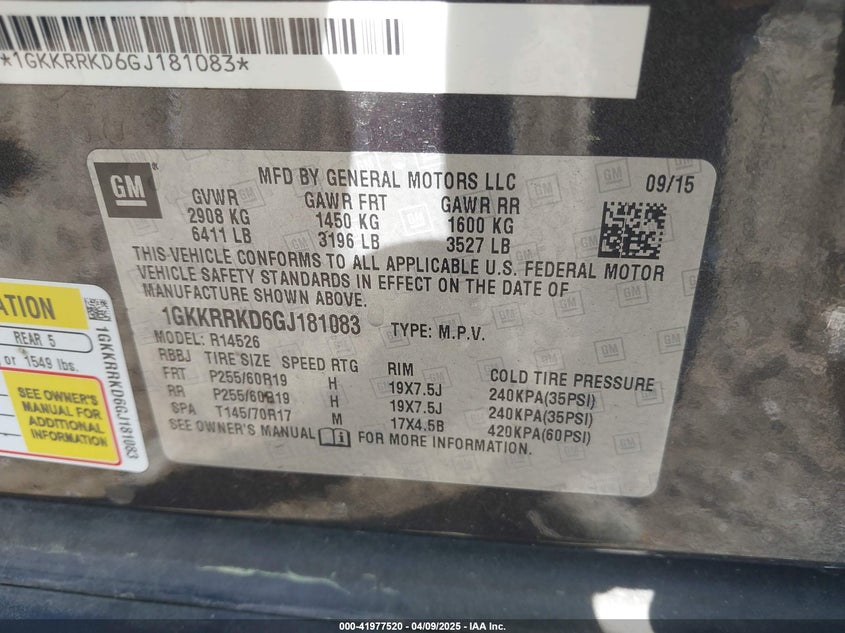 *1GKKRRKD6GJ181083*
GM
MFD BY GENERAL MOTORS LLC 09/15
GVWR GAWR FRT GAWR RR
2908 KG 1450 KG 1600 KG
6411 LB 3196 LB 3527 LB
THIS VEHICLE CONFORMS TO ALL APPLICABLE U.S. FEDERAL MOTOR
VEHICLE SAFETY STANDARDS IN EFFECT ON THE DATE OF
MANUFACTURE SHOWN ABOVE.
1GKKRRKD6GJ181083 TYPE: M.P.V.
MODEL: R14526
RBBJ TIRE SIZE SPEED RTG RIM COLD TIRE PRESSURE
FRT P255/60R19 H 19X7.5J 240KPA(35PSI)
RR P255/60R19 H 19X7.5J 240KPA(35PSI)
SPA T145/70R17 M 17X4.5B 420KPA(60PSI)
SEE OWNER'S MANUAL FOR MORE INFORMATION.
ATION
REAR 5
or 1549 lbs.
SEE OWNER'S
MANUAL FOR
ADDITIONAL
INFORMATION
1GKKRRKD6GJ181083
000-41977520 | 04/09/2025 - IAA Inc.